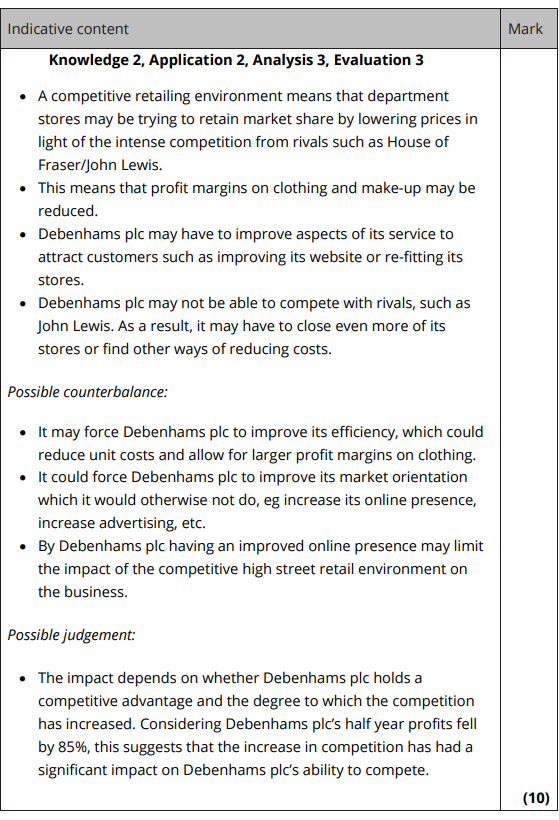 Indicative content
Mark
Knowledge 2, Application 2, Analysis 3, Evaluation 3
• A competitive retailing environment means that department
stores may be trying to retain market share by lowering prices in
light of the intense competition from rivals such as House of
Fraser/John Lewis.
• This means that profit margins on clothing and make-up may be
reduced.
• Debenhams plc may have to improve aspects of its service to
attract customers such as improving its website or re-fitting its
stores.
• Debenhams plc may not be able to compete with rivals, such as
John Lewis. As a result, it may have to close even more of its
stores or find other ways of reducing costs.
Possible counterbalance:
• It may force Debenhams plc to improve its efficiency, which could
reduce unit costs and allow for larger profit margins on clothing.
• It could force Debenhams plc to improve its market orientation
which it would otherwise not do, eg increase its online presence,
increase advertising, etc.
• By Debenhams plc having an improved online presence may limit
the impact of the competitive high street retail environment on
the business.
Possible judgement:
• The impact depends on whether Debenhams plc holds a
competitive advantage and the degree to which the competition
has increased. Considering Debenhams plc’s half year profits fell
by 85%, this suggests that the increase in competition has had a
significant impact on Debenhams plc’s ability to compete.
(10)